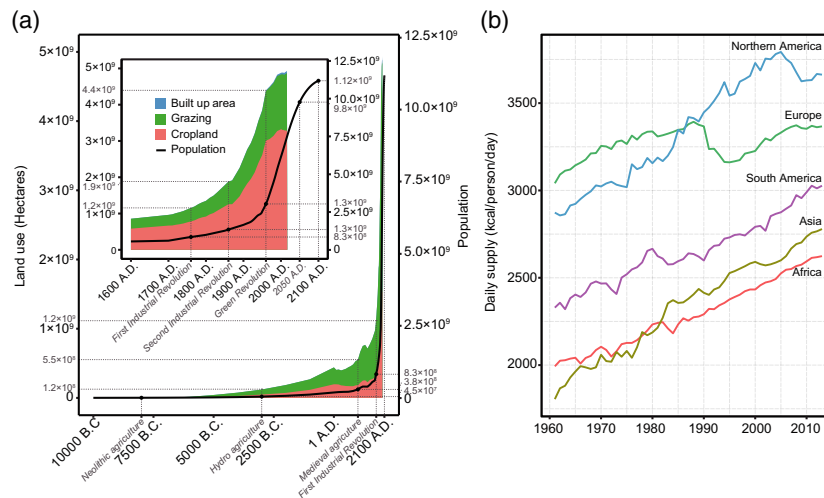 (a)
Land use (Hectares)
5×10⁹
4×10⁹
3×10⁹
2×10⁹
1×10⁹
0
1.2×10⁹
5.5×10⁸
1.2×10⁸
12.5×10⁹
10.0×10⁹
7.5×10⁹
5.0×10⁹
2.5×10⁹
8.3×10⁸
3.8×10⁸
4.5×10⁷
0
Population
10000 B.C
Neolithic agriculture
7500 B.C.
5000 B.C.
Hydro agriculture
2500 B.C.
1 A.D.
Medieval agriculture
First Industrial Revolution
2100 A.D.
5×10⁹
4.4×10⁹
4×10⁹
3×10⁹
2×10⁹
1.9×10⁹
1.2×10⁹
1×10⁹
0
Built up area
Grazing
Cropland
Population
12.5×10⁹
1.12×10⁹
10.0×10⁹
9.8×10⁹
7.5×10⁹
5.0×10⁹
1.3×10⁹
2.5×10⁹
1.3×10⁹
8.3×10⁸
0
1600 A.D.
1700 A.D.
First Industrial Revolution
1800 A.D.
Second Industrial Revolution
1900 A.D.
Green Revolution
2000 A.D.
2050 A.D.
2100 A.D.
(b)
Daily supply (kcal/person/day)
3750
3500
3250
3000
2000
Northern America
Europe
South America
Asia
Africa
1960
1970
1980
1990
2000
2010